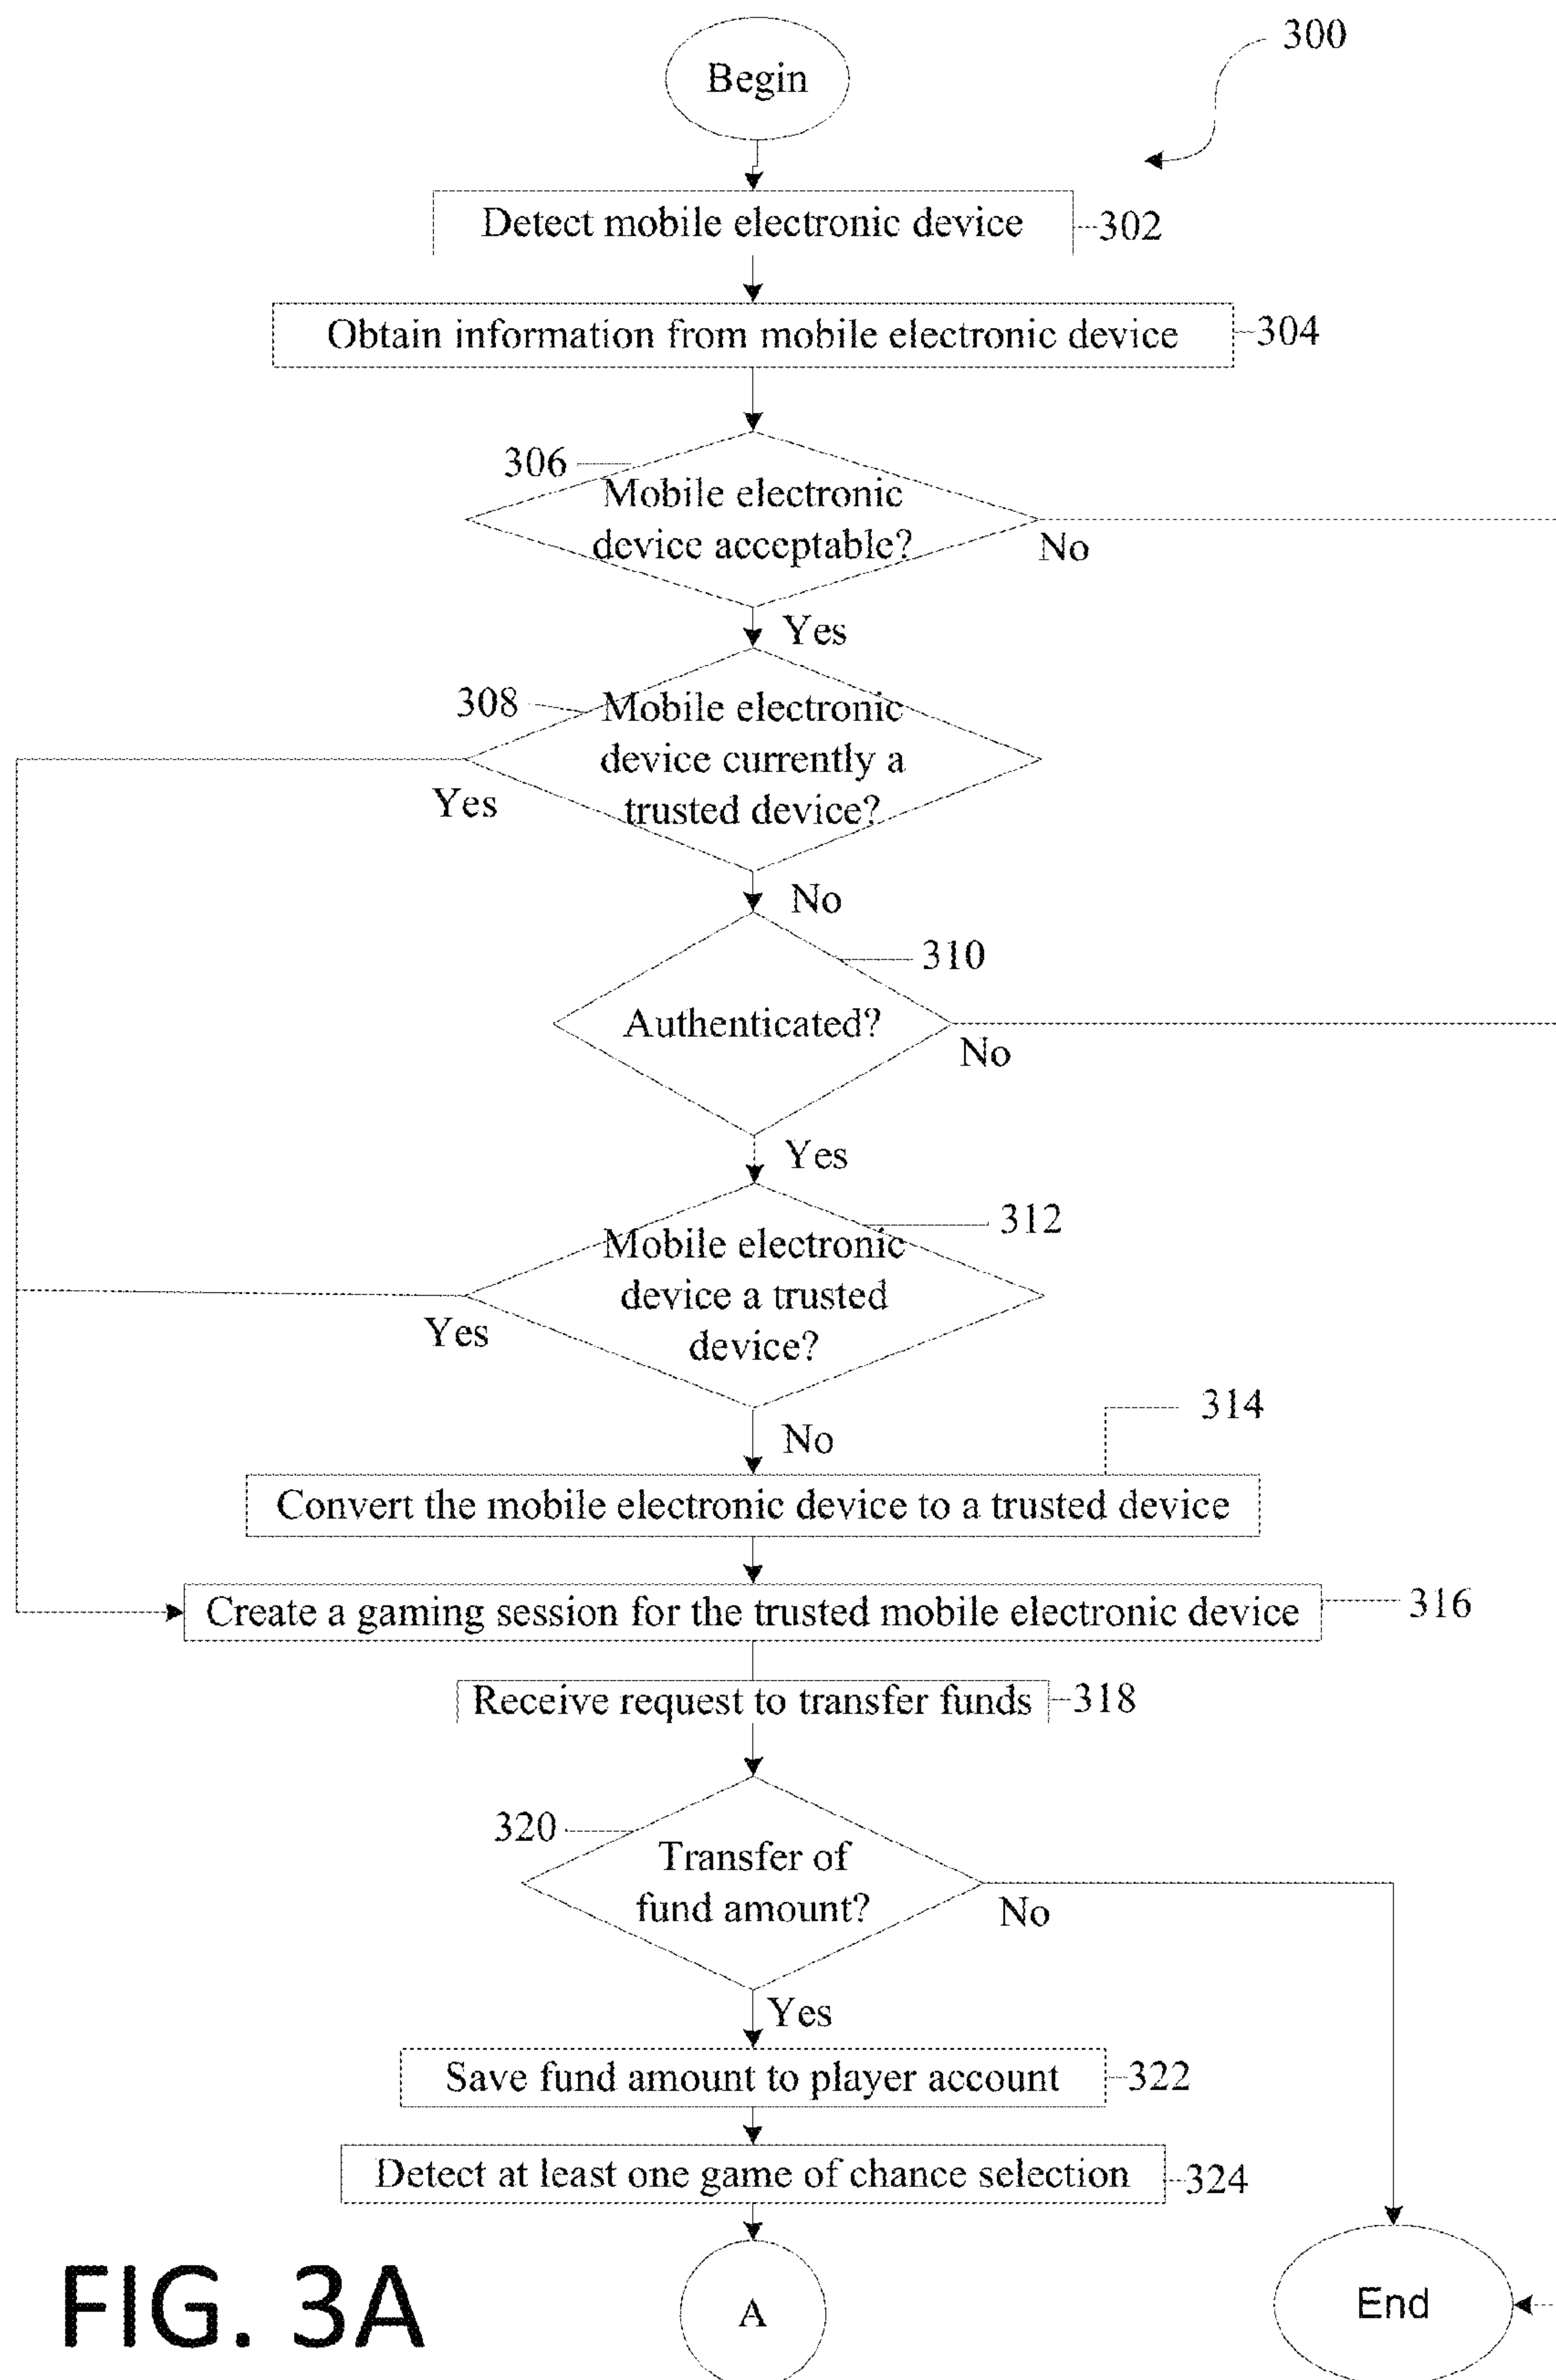 Begin
300
Detect mobile electronic device
302
Obtain information from mobile electronic device
304
306
Mobile electronic
device acceptable?
No
Yes
308
Mobile electronic
device currently a
trusted device?
Yes
No
310
Authenticated?
No
Yes
312
Mobile electronic
device a trusted
device?
Yes
No
314
Convert the mobile electronic device to a trusted device
Create a gaming session for the trusted mobile electronic device
316
Receive request to transfer funds
318
320
Transfer of
fund amount?
No
Yes
Save fund amount to player account
322
Detect at least one game of chance selection
324
A
End
FIG. 3A